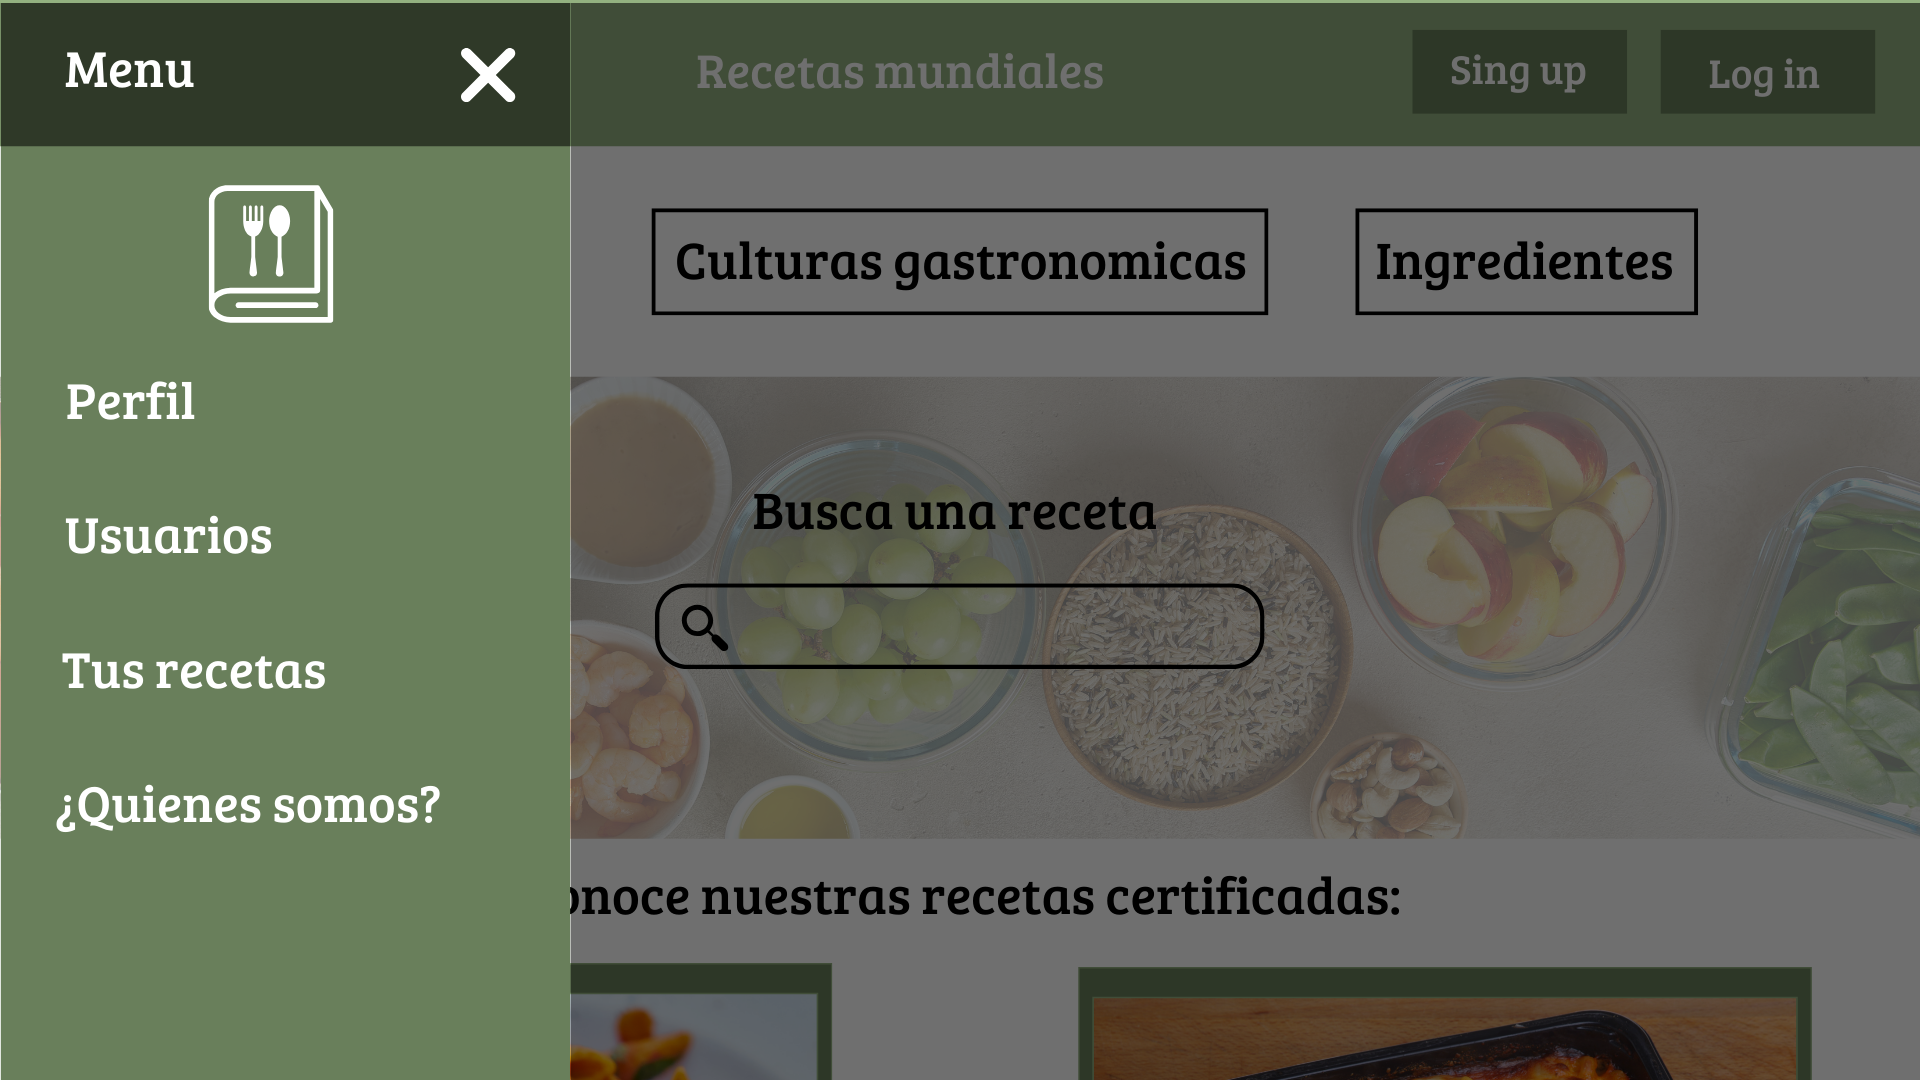 Menu
Recetas mundiales
Sing up
Log in
Culturas gastronomicas
Ingredientes
Perfil
Busca una receta
Usuarios
Tus recetas
¿Quienes somos?
onoce nuestras recetas certificadas: